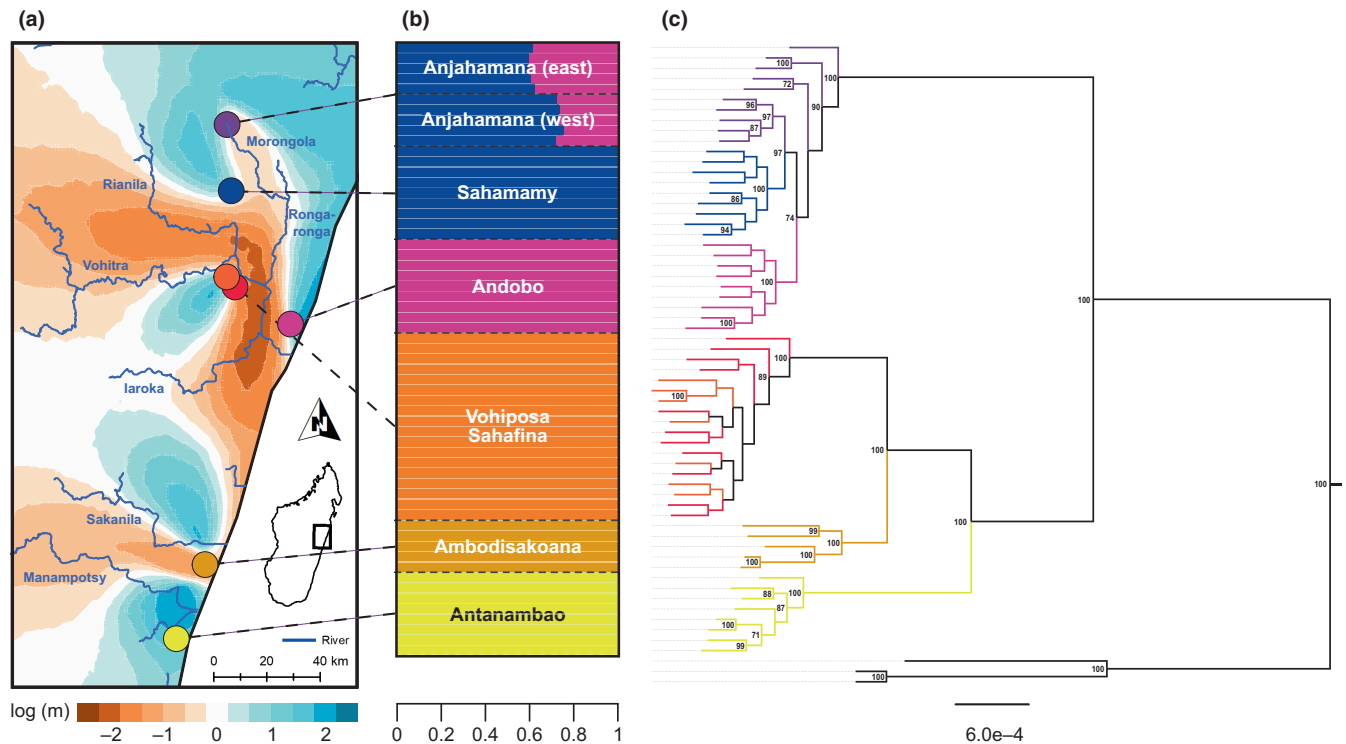 (a)
(b)
(c)
Morongola
Rianila
Ronga-
ronga
Vohitra
Iaroka
N
Sakanila
Manampotsy
River
0 20 40 km
log (m)
−2 −1 0 1 2
Anjahamana (east)
Anjahamana (west)
Sahamamy
Andobo
Vohiposa
Sahafina
Ambodisakoana
Antanambao
0 0.2 0.4 0.6 0.8 1
100
100
72
90
96
97
87
97
100
86
74
94
100
100
100
100
89
100
100
100
99
100
100
100
100
88
87
100
71
99
100
100
100
6.0e−4